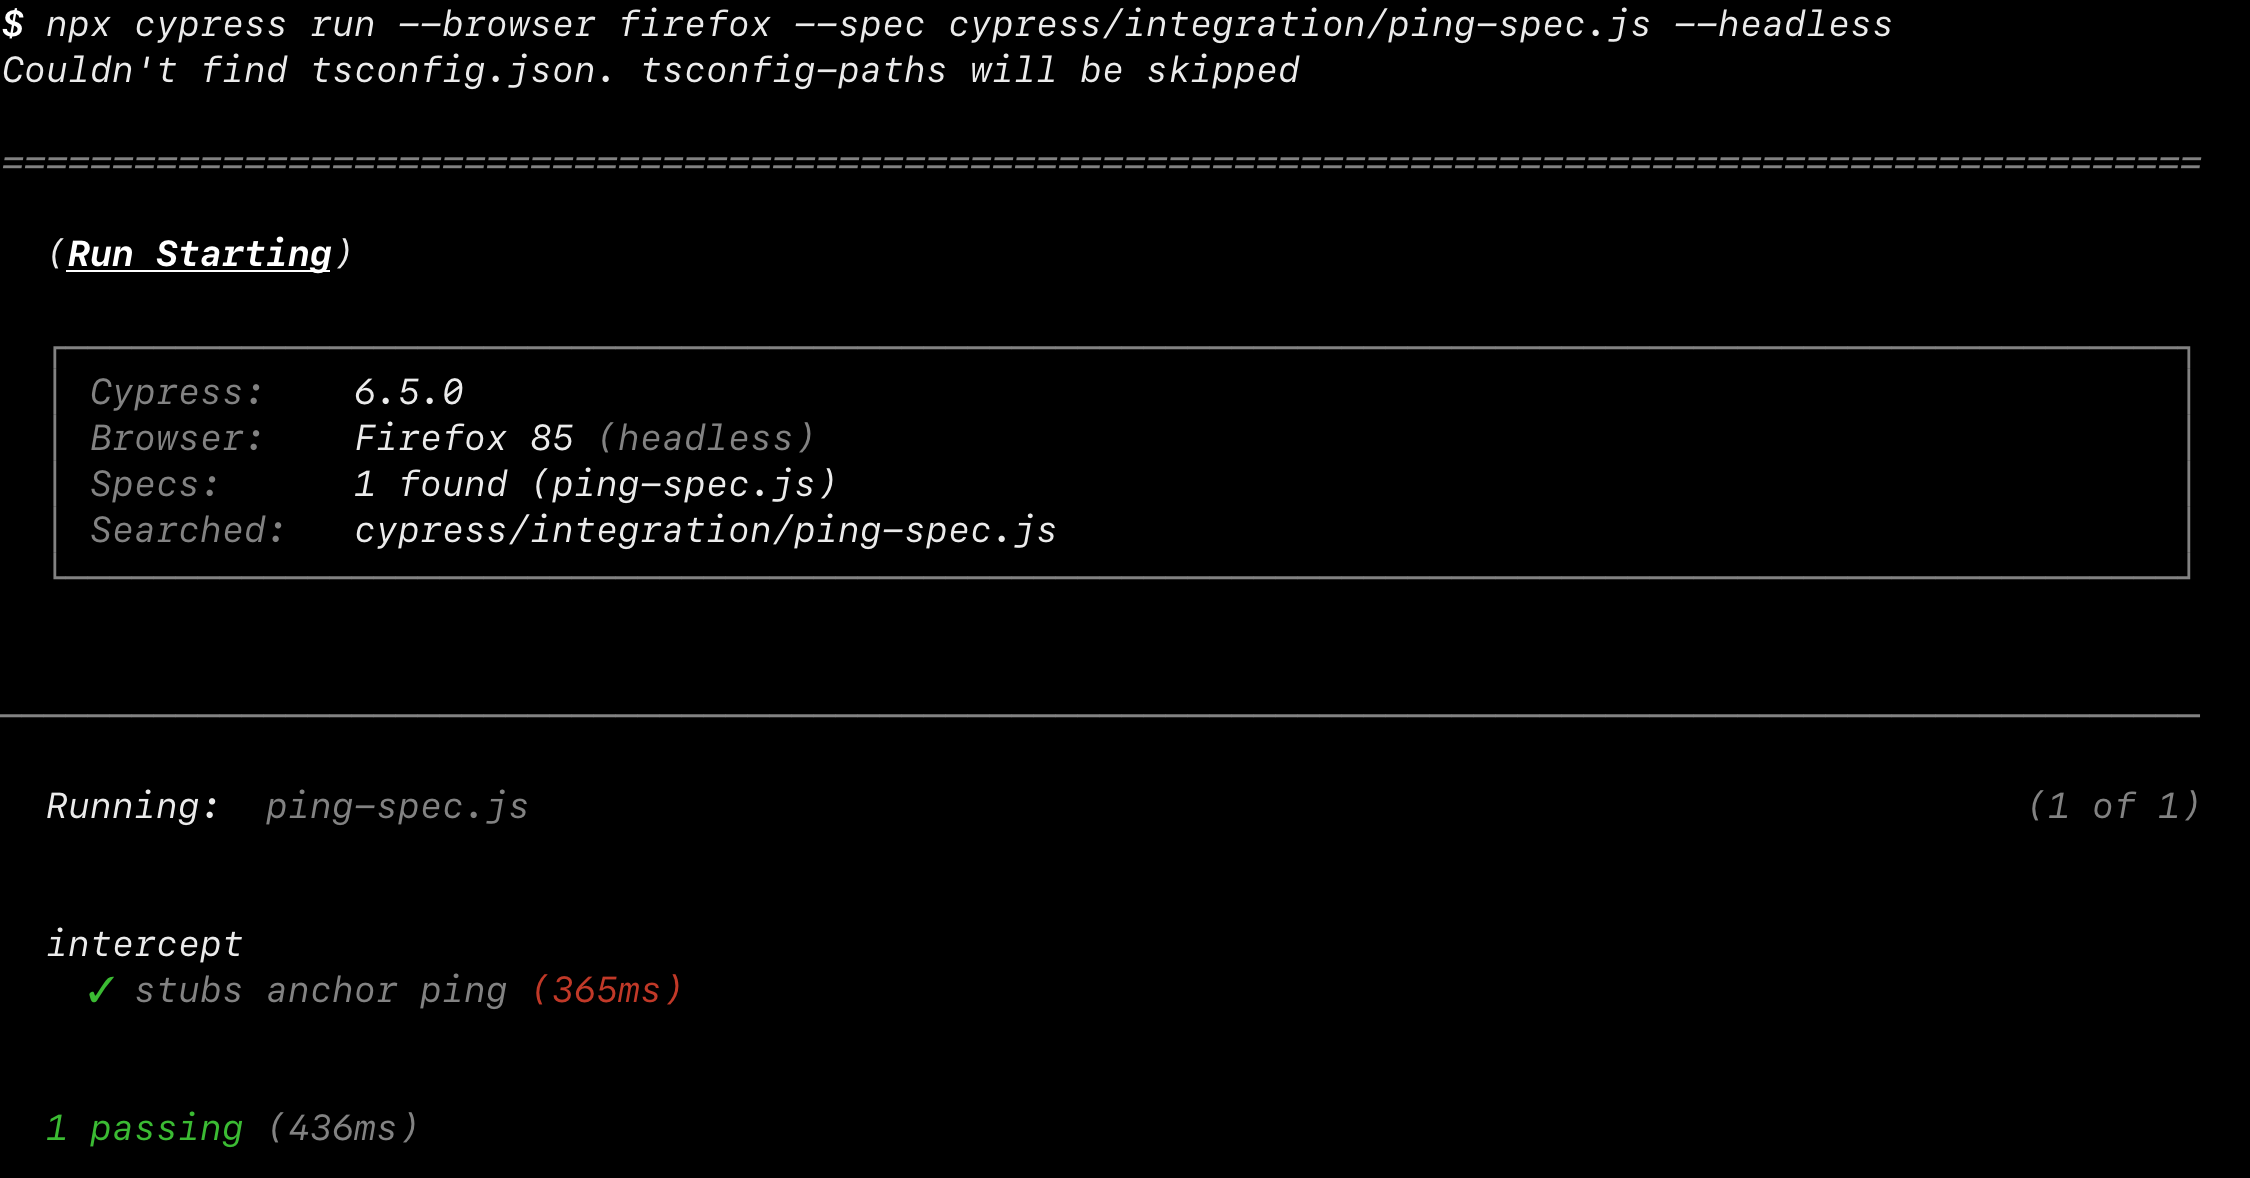 $ npx cypress run --browser firefox --spec cypress/integration/ping-spec.js --headless
Couldn't find tsconfig.json. tsconfig-paths will be skipped
====================================================================================================
(Run Starting)
Cypress: 6.5.0
Browser: Firefox 85 (headless)
Specs: 1 found (ping-spec.js)
Searched: cypress/integration/ping-spec.js
Running: ping-spec.js (1 of 1)
intercept
✓ stubs anchor ping (365ms)
1 passing (436ms)